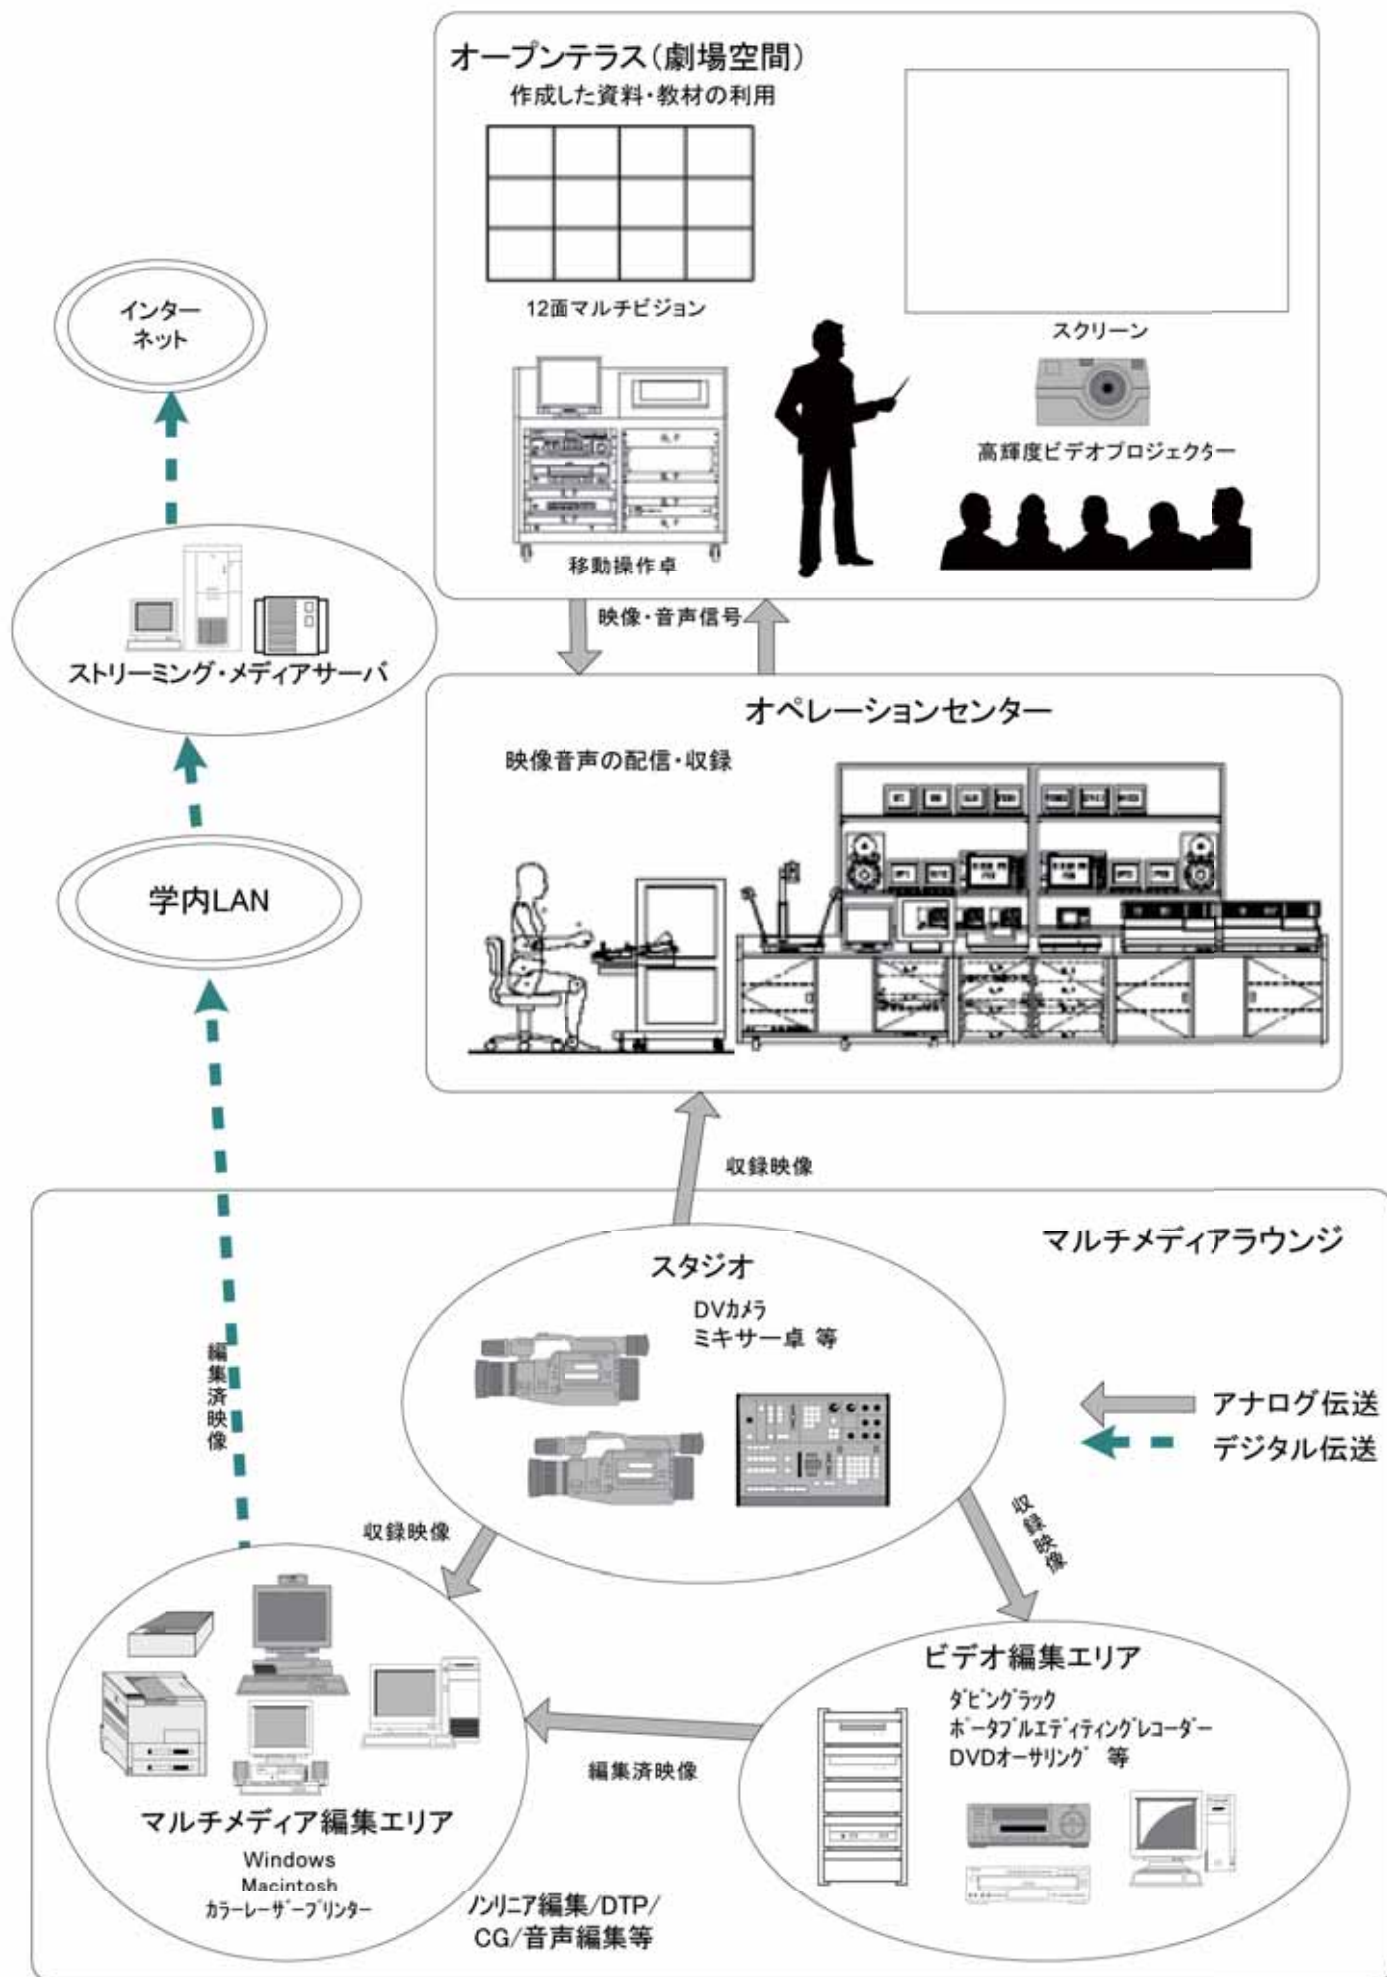 オープンテラス(劇場空間)
作成した資料・教材の利用
12面マルチビジョン
スクリーン
高輝度ビデオプロジェクター
移動操作卓
インター
ネット
ストリーミング・メディアサーバ
映像・音声信号
オペレーションセンター
映像音声の配信・収録
学内LAN
収録映像
マルチメディアラウンジ
スタジオ
DVカメラ
ミキサー卓 等
編集済映像
アナログ伝送
デジタル伝送
収録映像
収録映像
ビデオ編集エリア
ダビングラック
ポータブルエディティングレコーダー
DVDオーサリング 等
編集済映像
マルチメディア編集エリア
Windows
Macintosh
カラーレーザープリンター
ノンリニア編集/DTP/
CG/音声編集等